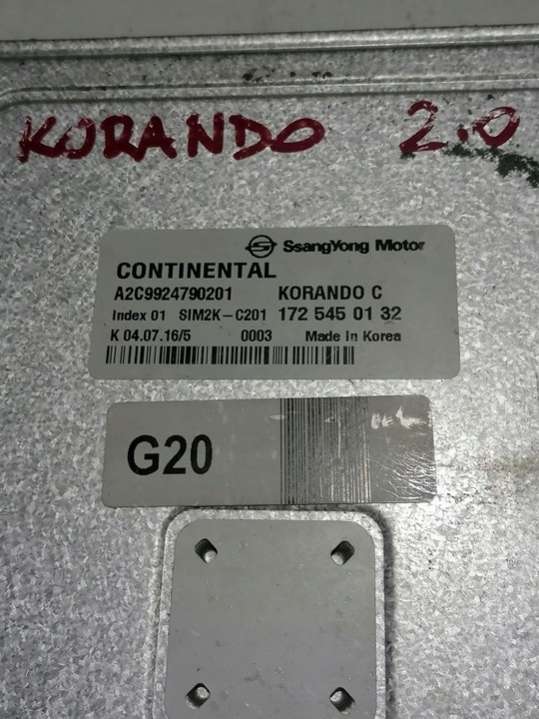 KORANDO 2.0
SsangYong Motor
CONTINENTAL
A2C9924790201 KORANDO C
Index 01 SIM2K-C201 172 545 01 32
K 04.07.16/5 0003 Made in Korea
G20